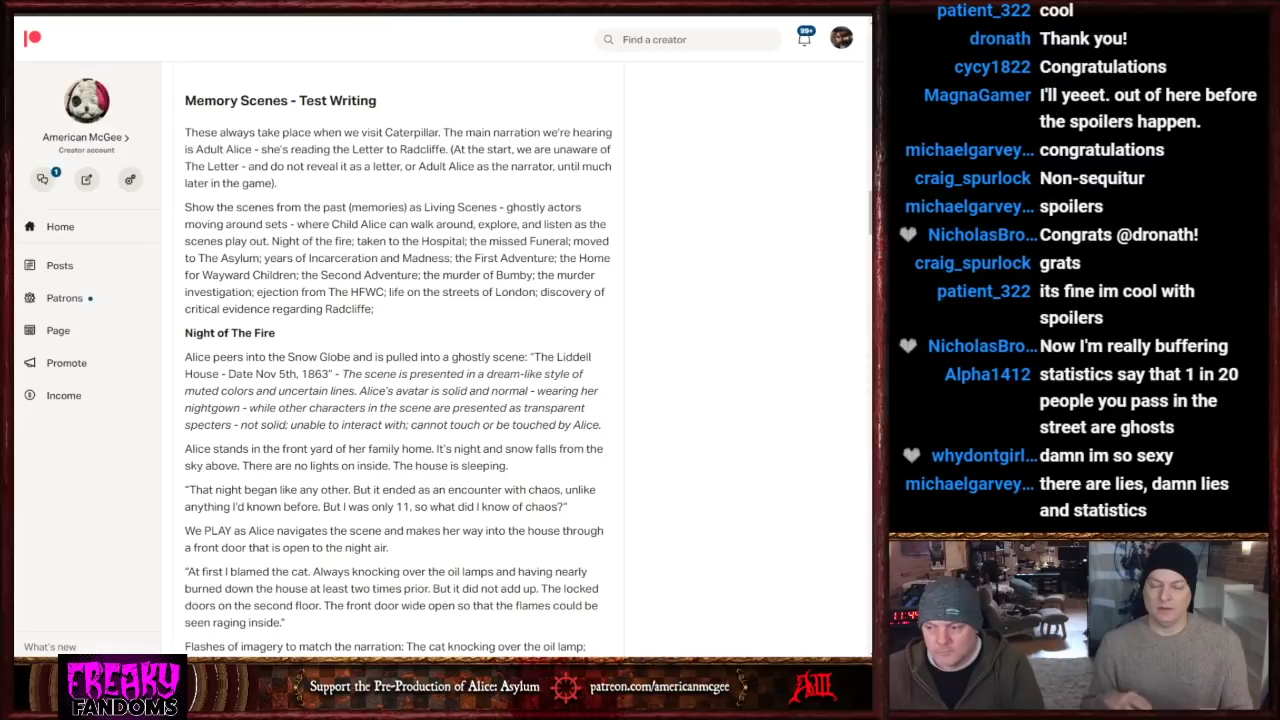 Find a creator
99+
American McGee
Creator account
1
Home
Posts
Patrons
Page
Promote
Income
What's new
Memory Scenes - Test Writing
These always take place when we visit Caterpillar. The main narration we're hearing
is Adult Alice - she's reading the Letter to Radcliffe. (At the start, we are unaware of
The Letter - and do not reveal it as a letter, or Adult Alice as the narrator, until much
later in the game).
Show the scenes from the past (memories) as Living Scenes - ghostly actors
moving around sets - where Child Alice can walk around, explore, and listen as the
scenes play out. Night of the fire; taken to the Hospital; the missed Funeral; moved
to The Asylum; years of Incarceration and Madness; the First Adventure; the Home
for Wayward Children; the Second Adventure; the murder of Bumby; the murder
investigation; ejection from The HFWC; life on the streets of London; discovery of
critical evidence regarding Radcliffe;
Night of The Fire
Alice peers into the Snow Globe and is pulled into a ghostly scene: “The Liddell
House - Date Nov 5th, 1863” - The scene is presented in a dream-like style of
muted colors and uncertain lines. Alice's avatar is solid and normal - wearing her
nightgown - while other characters in the scene are presented as transparent
specters - not solid; unable to interact with; cannot touch or be touched by Alice.
Alice stands in the front yard of her family home. It's night and snow falls from the
sky above. There are no lights on inside. The house is sleeping.
“That night began like any other. But it ended as an encounter with chaos, unlike
anything I'd known before. But I was only 11, so what did I know of chaos?”
We PLAY as Alice navigates the scene and makes her way into the house through
a front door that is open to the night air.
“At first I blamed the cat. Always knocking over the oil lamps and having nearly
burned down the house at least two times prior. But it did not add up. The locked
doors on the second floor. The front door wide open so that the flames could be
seen raging inside.”
Flashes of imagery to match the narration: The cat knocking over the oil lamp;
patient_322 cool
dronath Thank you!
cycy1822 Congratulations
MagnaGamer I'll yeeet. out of here before
the spoilers happen.
michaelgarvey... congratulations
craig_spurlock Non-sequitur
michaelgarvey... spoilers
NicholasBro... Congrats @dronath!
craig_spurlock grats
patient_322 its fine im cool with
spoilers
NicholasBro... Now I'm really buffering
Alpha1412 statistics say that 1 in 20
people you pass in the
street are ghosts
whydontgirl... damn im so sexy
michaelgarvey... there are lies, damn lies
and statistics
FREAKY
FANDOMS
Support the Pre-Production of Alice: Asylum
patreon.com/americanmcgee